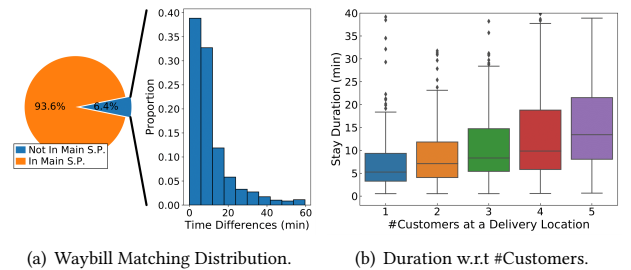 93.6%
6.4%
Not In Main S.P.
In Main S.P.
Proportion
0.40
0.35
0.30
0.25
0.20
0.15
0.10
0.05
0.00
0 20 40 60
Time Differences (min)
(a) Waybill Matching Distribution.
Stay Duration (min)
40
35
30
25
20
15
10
5
0
1 2 3 4 5
#Customers at a Delivery Location
(b) Duration w.r.t #Customers.